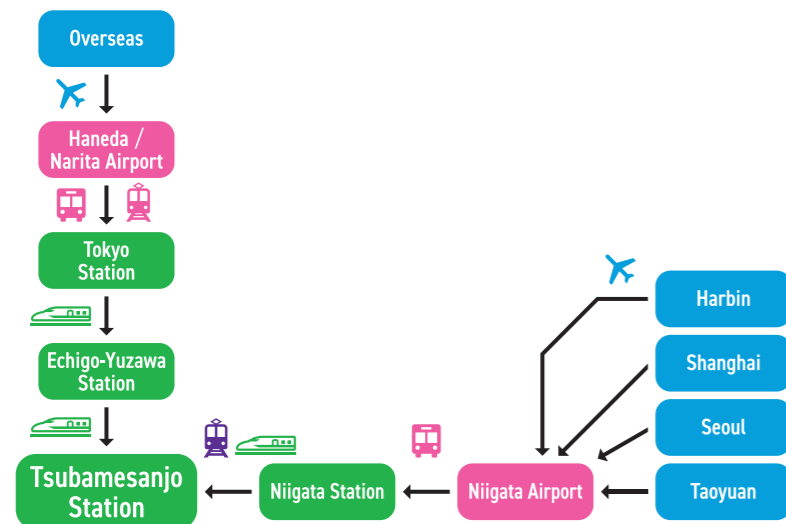 Overseas
Haneda /
Narita Airport
Tokyo
Station
Echigo-Yuzawa
Station
Tsubamesanjo
Station
Niigata Station
Niigata Airport
Harbin
Shanghai
Seoul
Taoyuan